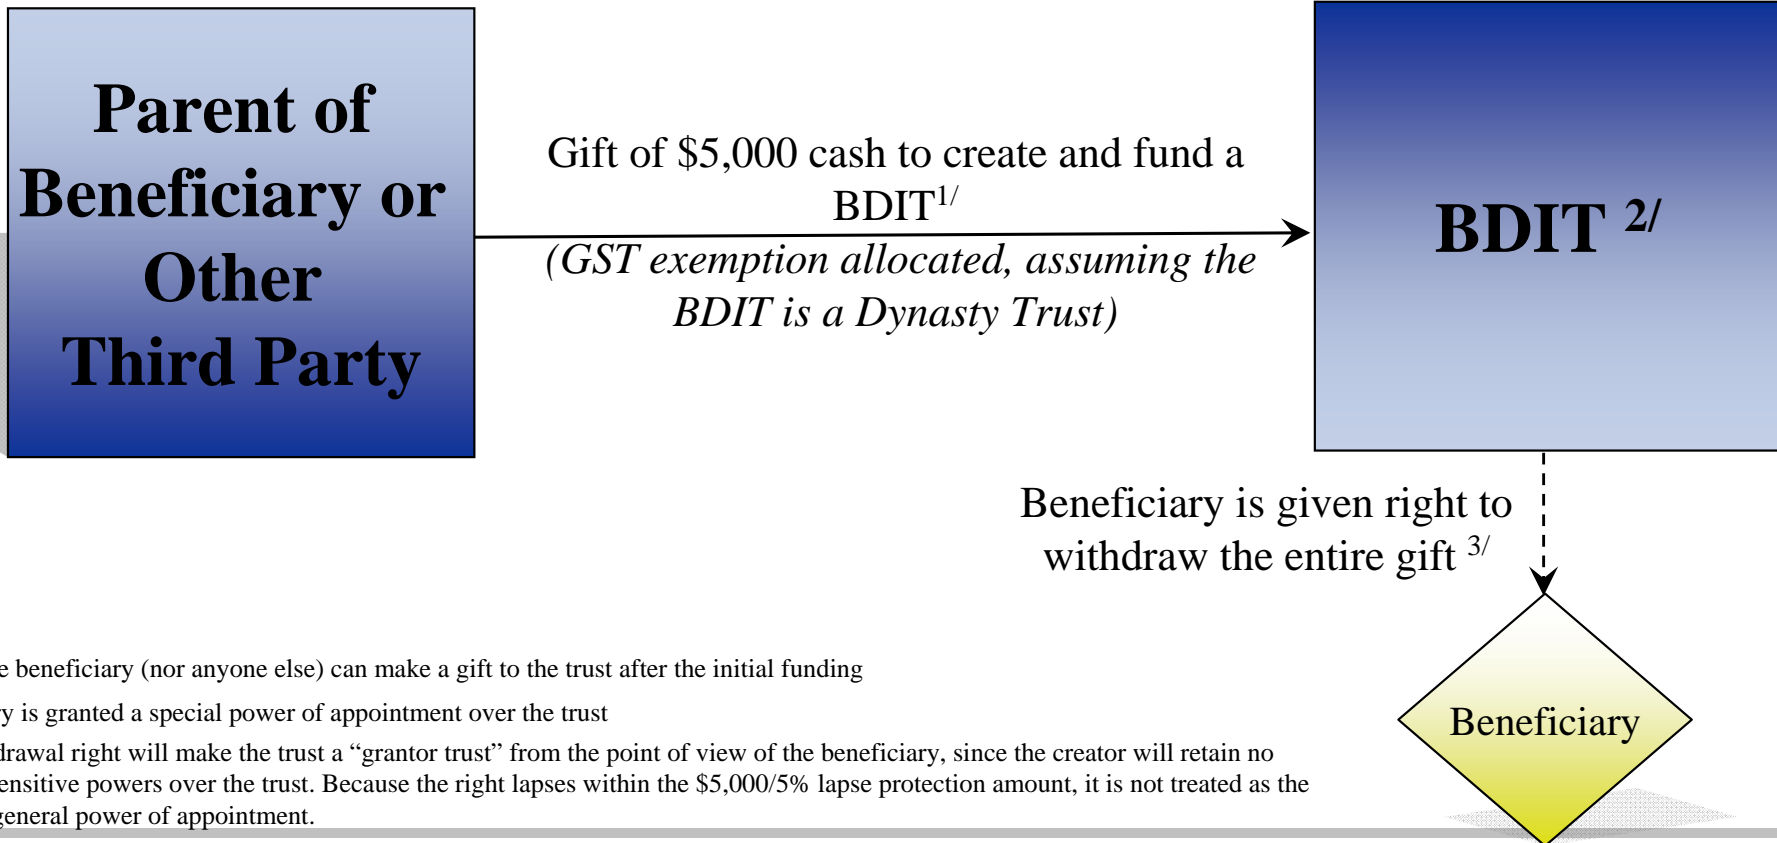 Parent of
Beneficiary or
Other
Third Party
Gift of $5,000 cash to create and fund a
BDIT1/
(GST exemption allocated, assuming the
BDIT is a Dynasty Trust)
BDIT 2/
Beneficiary is given right to
withdraw the entire gift 3/
Beneficiary
beneficiary (nor anyone else) can make a gift to the trust after the initial funding
is granted a special power of appointment over the trust
right will make the trust a “grantor trust” from the point of view of the beneficiary, since the creator will retain no
powers over the trust. Because the right lapses within the $5,000/5% lapse protection amount, it is not treated as the
general power of appointment.